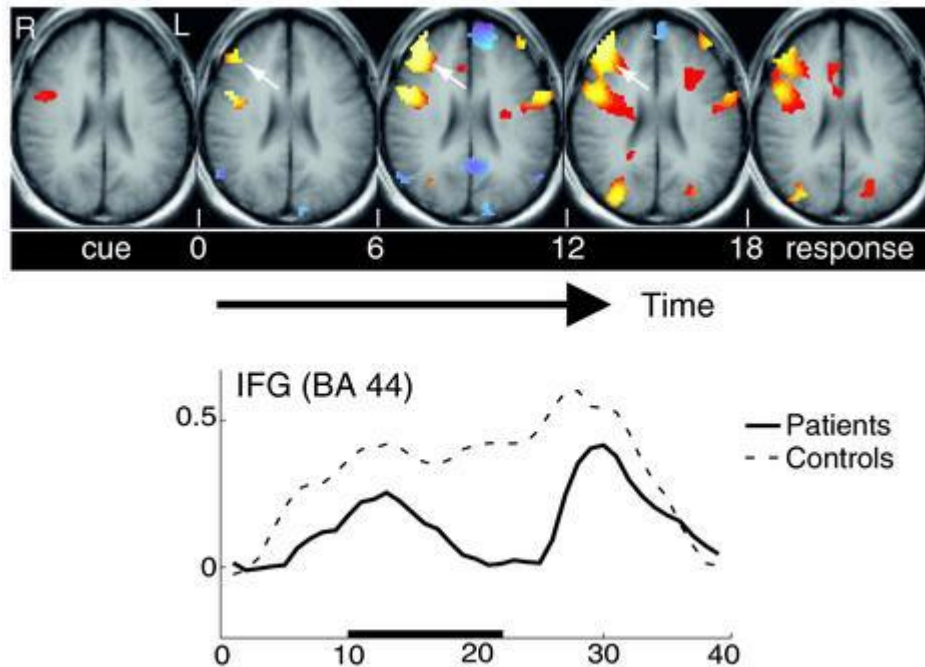 R L
cue 0 6 12 18 response
Time
IFG (BA 44)
0.5
0
Patients
Controls
0 10 20 30 40